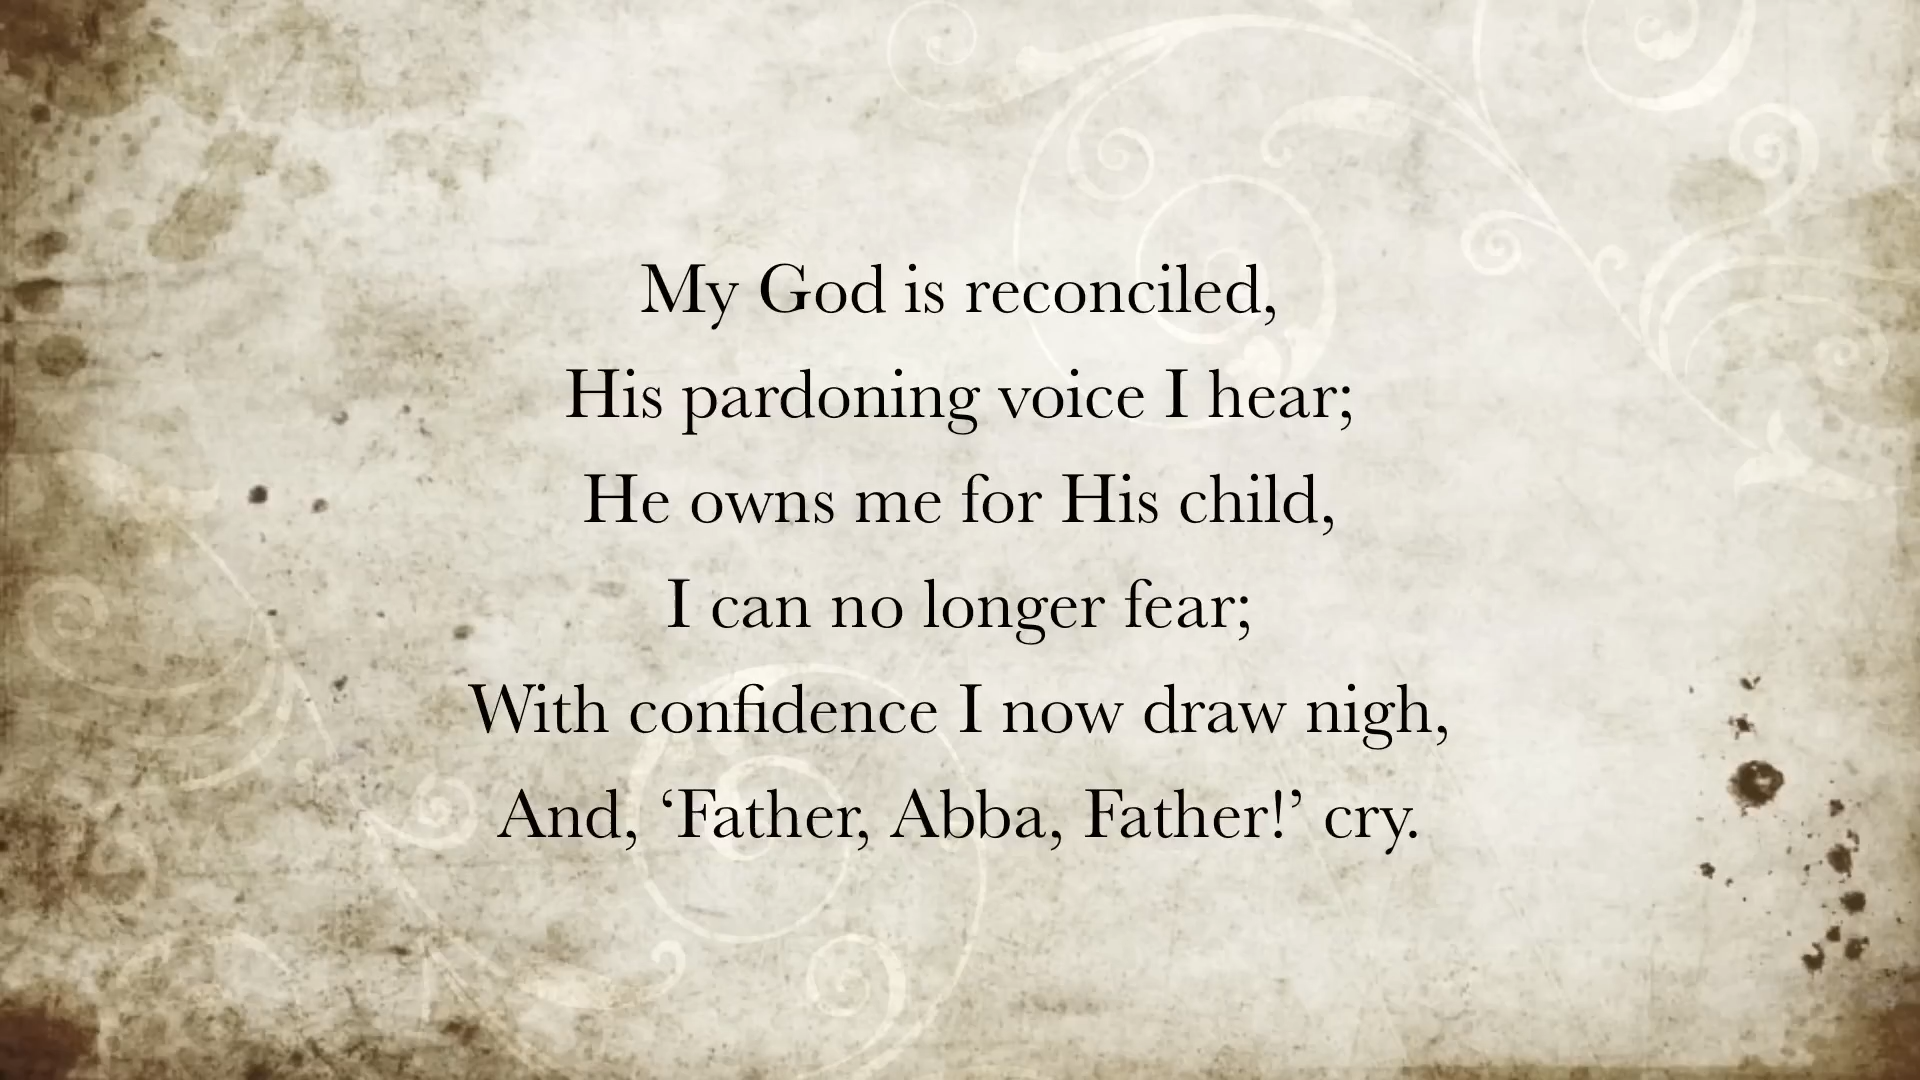 My God is reconciled,
His pardoning voice I hear;
He owns me for His child,
I can no longer fear;
With confidence I now draw nigh,
And, ‘Father, Abba, Father!’ cry.